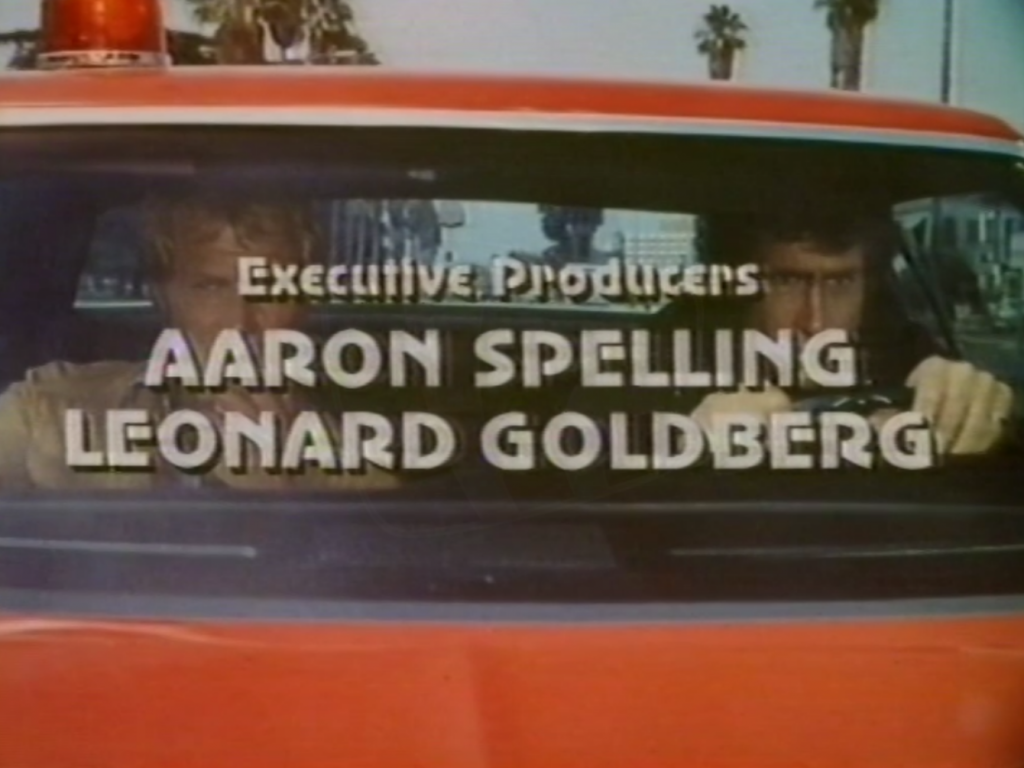 Executive Producers
AARON SPELLING
LEONARD GOLDBERG